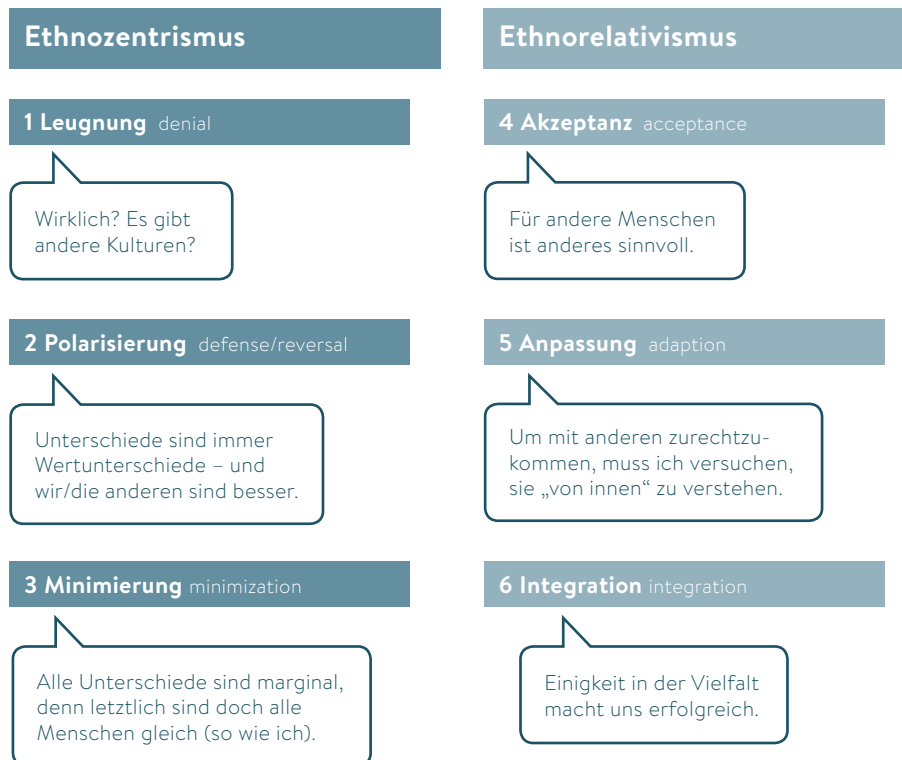 Ethnozentrismus
1 Leugnung denial
Wirklich? Es gibt
andere Kulturen?
2 Polarisierung defense/reversal
Unterschiede sind immer
Wertunterschiede – und
wir/die anderen sind besser.
3 Minimierung minimization
Alle Unterschiede sind marginal,
denn letztlich sind doch alle
Menschen gleich (so wie ich).
Ethnorelativismus
4 Akzeptanz acceptance
Für andere Menschen
ist anderes sinnvoll.
5 Anpassung adaption
Um mit anderen zurechtzu-
kommen, muss ich versuchen,
sie „von innen“ zu verstehen.
6 Integration integration
Einigkeit in der Vielfalt
macht uns erfolgreich.